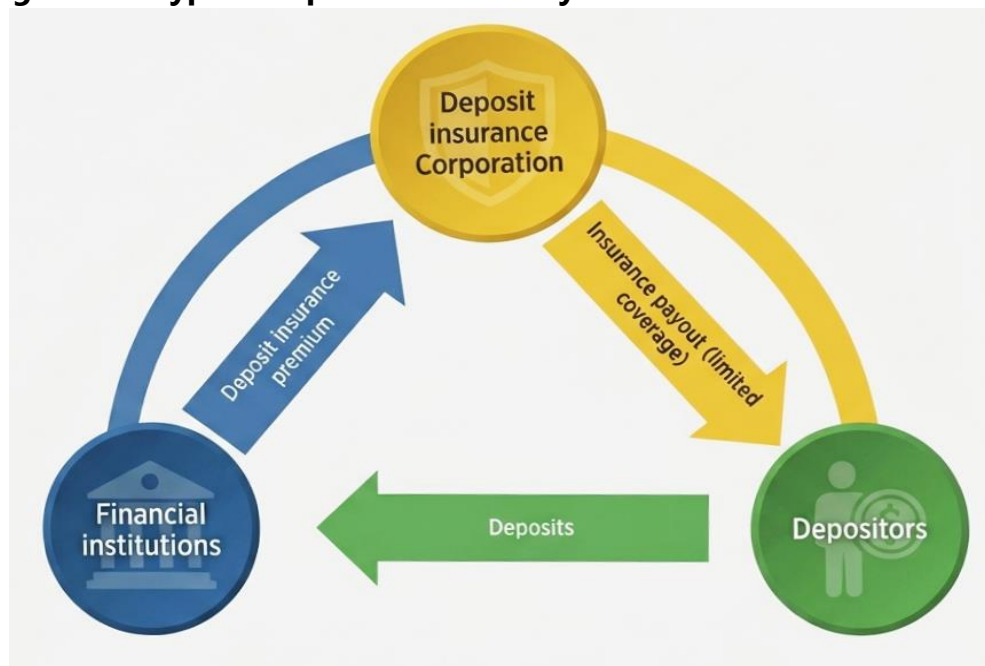 Deposit
insurance
Corporation
Deposit insurance
premium
Insurance payout (limited
coverage)
Financial
institutions
Deposits
Depositors